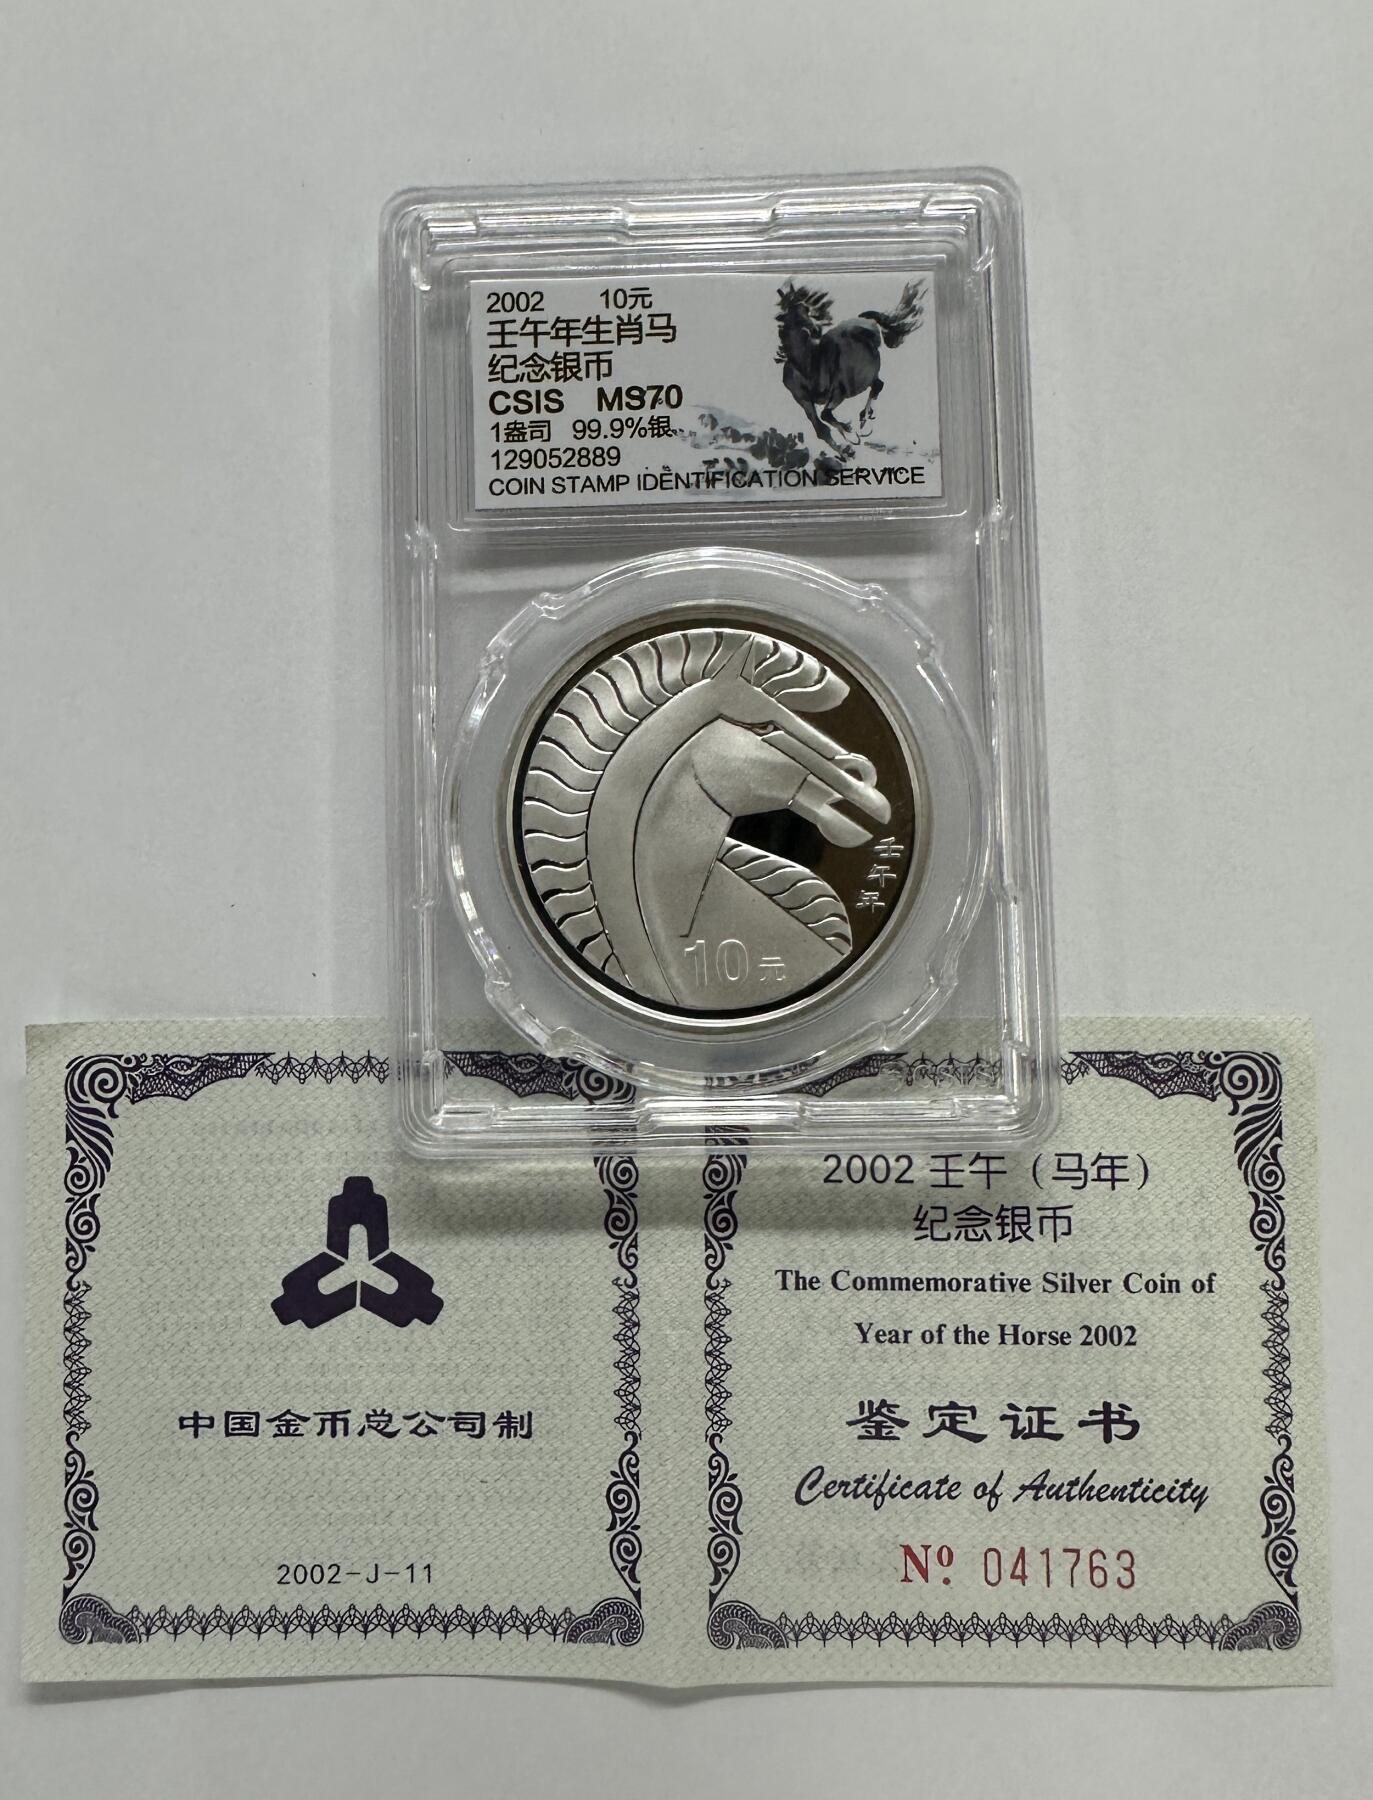 2002 10元
壬午年生肖马
纪念银币
CSIS MS70
1盎司 99.9%银
129052889
COIN STAMP IDENTIFICATION SERVICE
壬午年
10元
中国金币总公司制
2002-J-11
2002 壬午（马年）
纪念银币
The Commemorative Silver Coin of
Year of the Horse 2002
鉴定证书
Certificate of Authenticity
Nº 041763